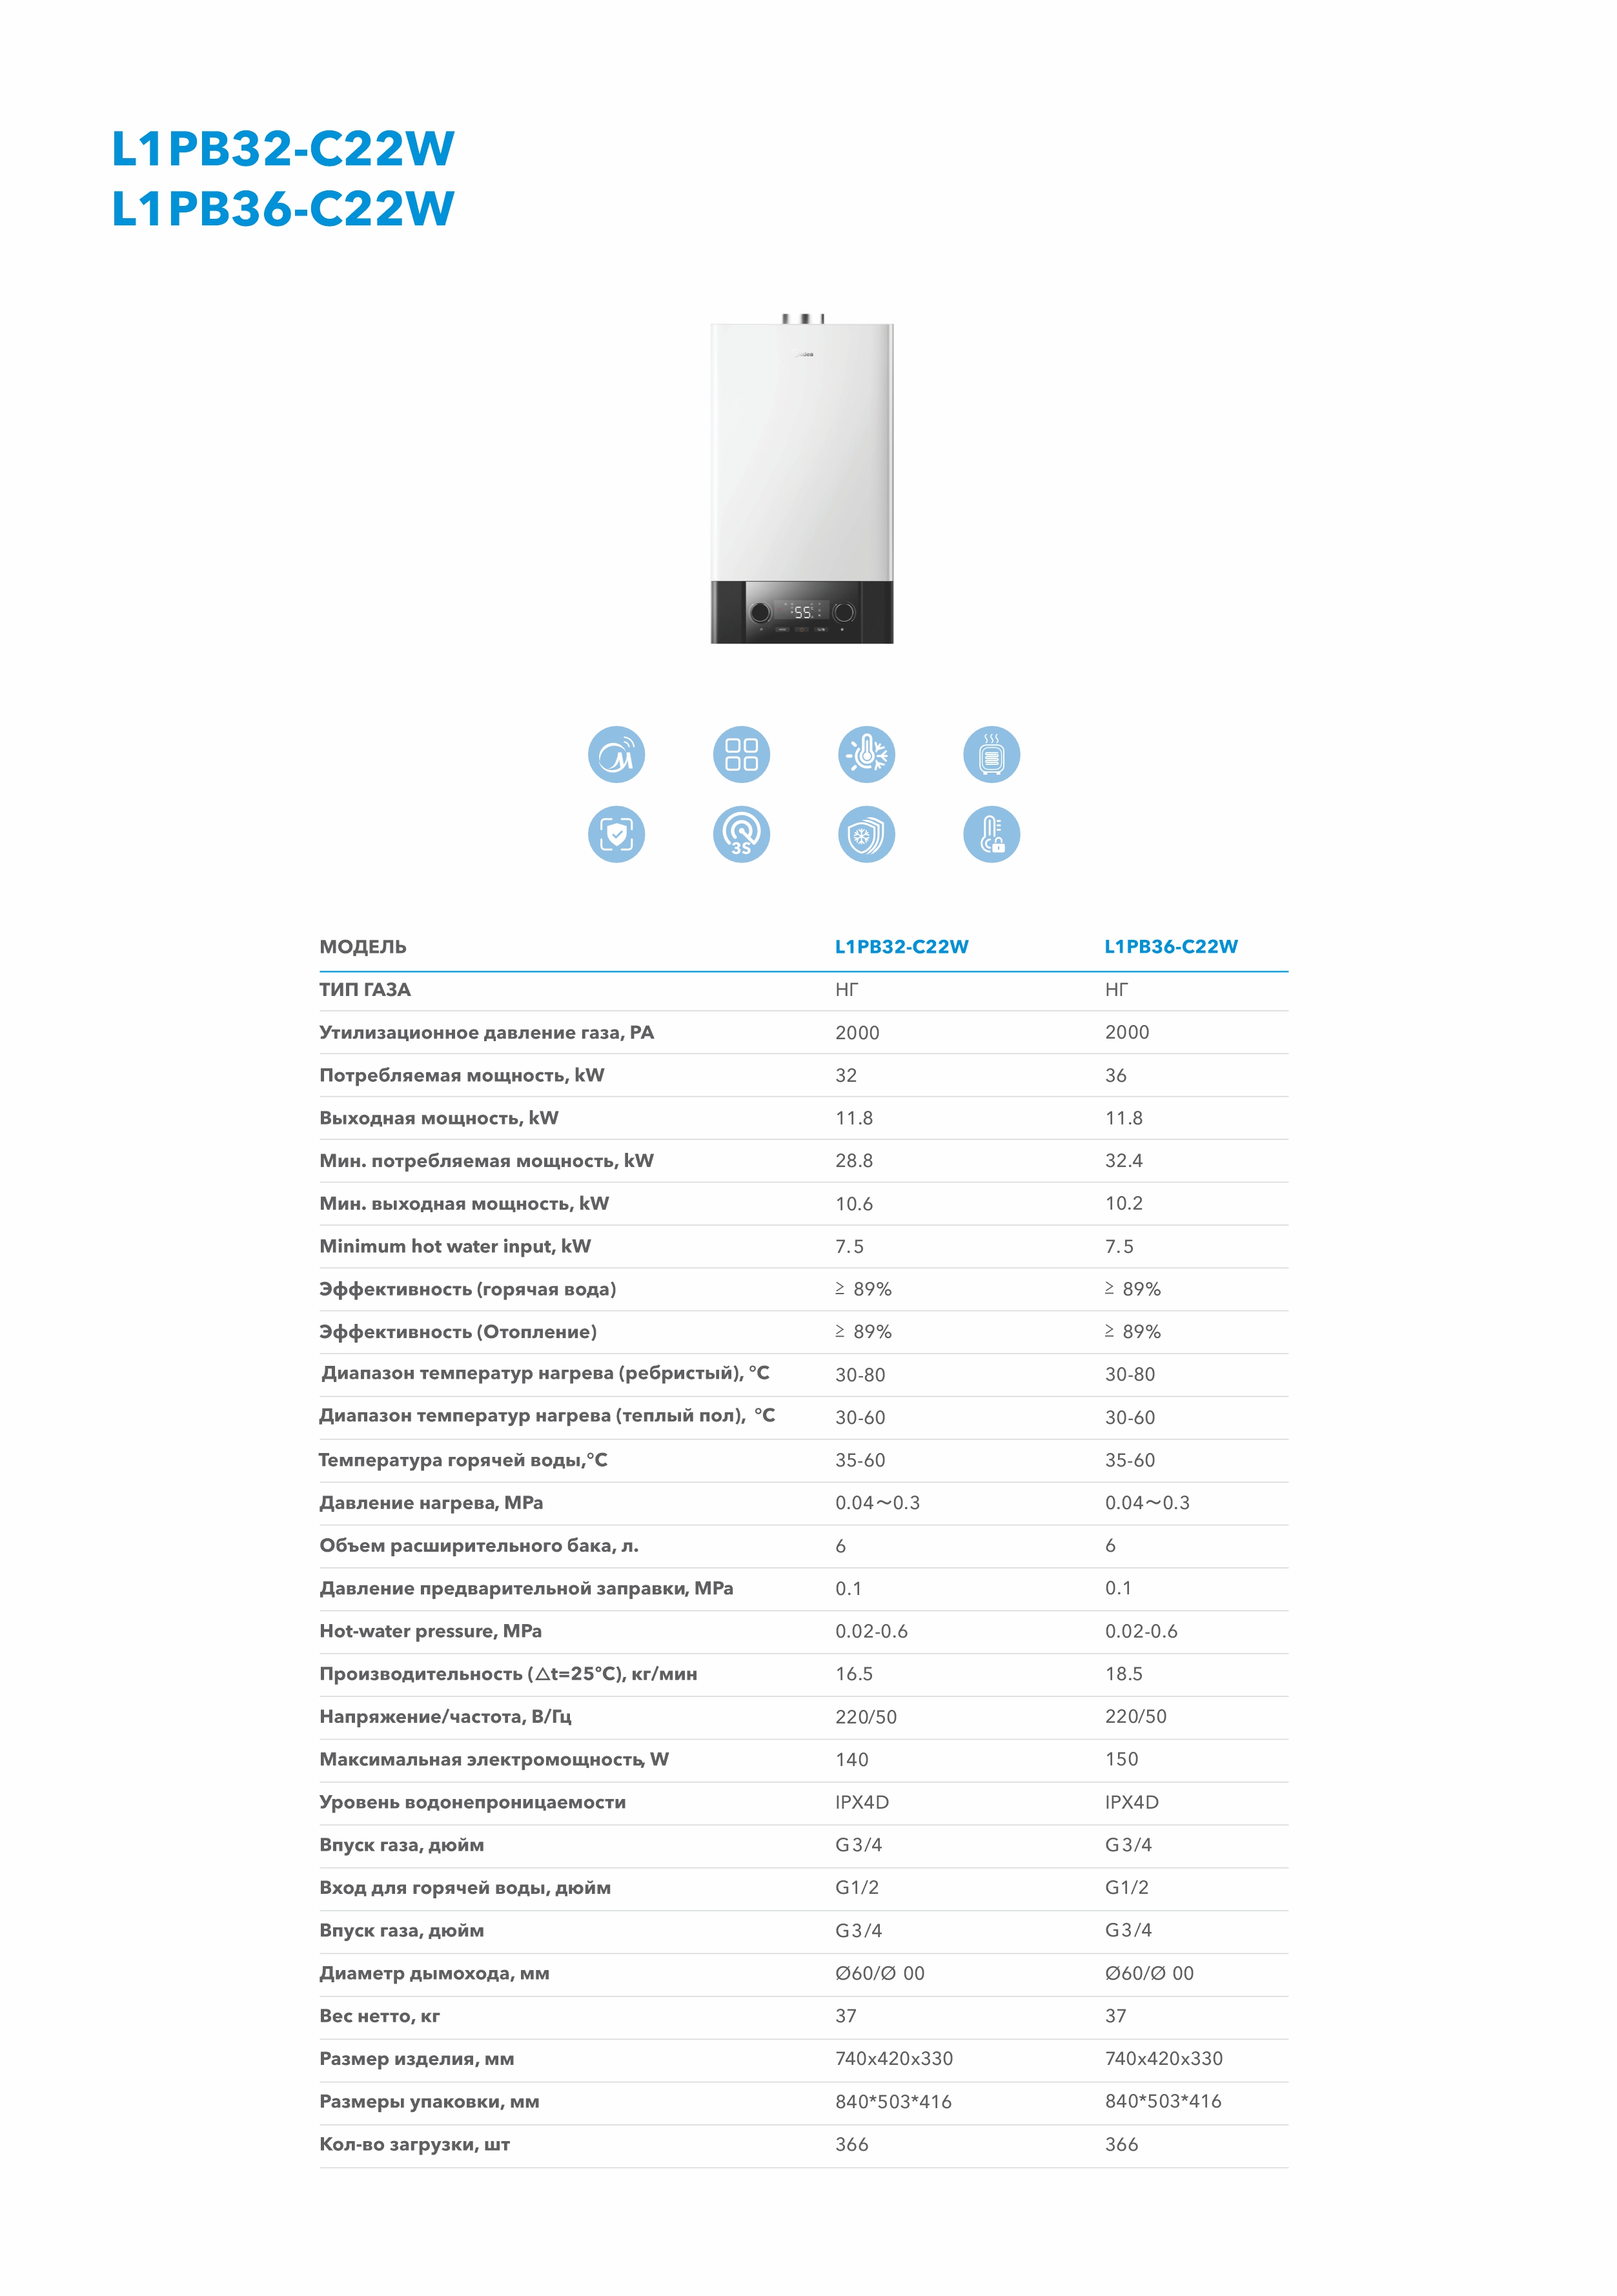 L1PB32-C22W
L1PB36-C22W
Midea
55
3S
МОДЕЛЬ L1PB32-C22W L1PB36-C22W
ТИП ГАЗА НГ НГ
Утилизационное давление газа, PA 2000 2000
Потребляемая мощность, kW 32 36
Выходная мощность, kW 11.8 11.8
Мин. потребляемая мощность, kW 28.8 32.4
Мин. выходная мощность, kW 10.6 10.2
Minimum hot water input, kW 7.5 7.5
Эффективность (горячая вода) ≥ 89% ≥ 89%
Эффективность (Отопление) ≥ 89% ≥ 89%
Диапазон температур нагрева (ребристый), °C 30-80 30-80
Диапазон температур нагрева (теплый пол), °C 30-60 30-60
Температура горячей воды,°C 35-60 35-60
Давление нагрева, MPa 0.04～0.3 0.04～0.3
Объем расширительного бака, л. 6 6
Давление предварительной заправки, MPa 0.1 0.1
Hot-water pressure, MPa 0.02-0.6 0.02-0.6
Производительность (△t=25°C), кг/мин 16.5 18.5
Напряжение/частота, В/Гц 220/50 220/50
Максимальная электромощность, W 140 150
Уровень водонепроницаемости IPX4D IPX4D
Впуск газа, дюйм G3/4 G3/4
Вход для горячей воды, дюйм G1/2 G1/2
Впуск газа, дюйм G3/4 G3/4
Диаметр дымохода, мм Ø60/Ø 00 Ø60/Ø 00
Вес нетто, кг 37 37
Размер изделия, мм 740x420x330 740x420x330
Размеры упаковки, мм 840*503*416 840*503*416
Кол-во загрузки, шт 366 366